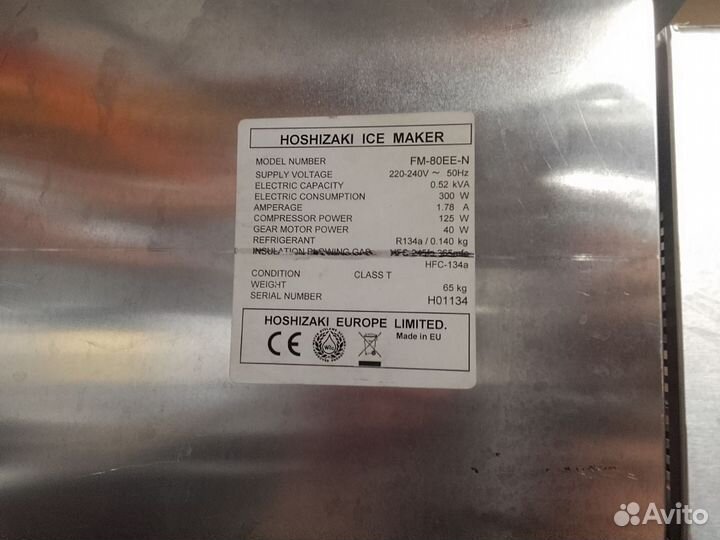 HOSHIZAKI ICE MAKER
MODEL NUMBER FM-80EE-N
SUPPLY VOLTAGE 220-240V ~ 50Hz
ELECTRIC CAPACITY 0.52 kVA
ELECTRIC CONSUMPTION 300 W
AMPERAGE 1.78 A
COMPRESSOR POWER 125 W
GEAR MOTOR POWER 40 W
REFRIGERANT R134a / 0.140 kg
INSULATION BLOWING GAS
HFC-134a
CONDITION CLASS T
WEIGHT 65 kg
SERIAL NUMBER H01134
HOSHIZAKI EUROPE LIMITED.
CE
Made in EU
Avito